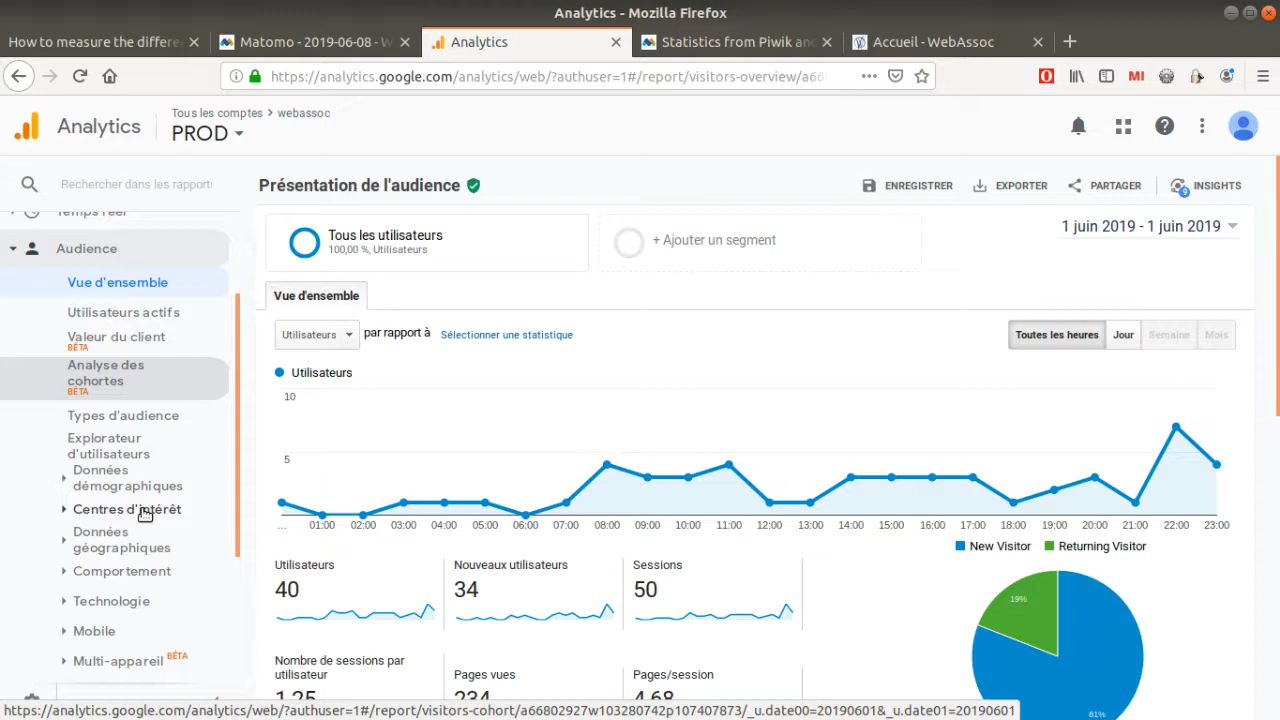 Analytics - Mozilla Firefox
How to measure the differe
Matomo - 2019-06-08 - W
Analytics
Statistics from Piwik an
Accueil - WebAssoc
https://analytics.google.com/analytics/web/?authuser=1#/report/visitors-overview/a66
MI
Analytics
Tous les comptes > webassoc
PROD
Rechercher dans les rapports
Présentation de l'audience
ENREGISTRER
EXPORTER
PARTAGER
9
INSIGHTS
Temps réel
Audience
Vue d'ensemble
Utilisateurs actifs
Valeur du client
BÊTA
Analyse des
cohortes
BÊTA
Types d'audience
Explorateur
d'utilisateurs
Données
démographiques
Centres d'intérêt
Données
géographiques
Comportement
Technologie
Mobile
Multi-appareil BÊTA
Tous les utilisateurs
100,00 %, Utilisateurs
+ Ajouter un segment
1 juin 2019 - 1 juin 2019
Vue d'ensemble
Utilisateurs par rapport à Sélectionner une statistique
Toutes les heures Jour Semaine Mois
Utilisateurs
10
5
... 01:00 02:00 03:00 04:00 05:00 06:00 07:00 08:00 09:00 10:00 11:00 12:00 13:00 14:00 15:00 16:00 17:00 18:00 19:00 20:00 21:00 22:00 23:00
New Visitor Returning Visitor
Utilisateurs
40
Nouveaux utilisateurs
34
Sessions
50
19%
81%
Nombre de sessions par
utilisateur
1,25
Pages vues
234
Pages/session
4,68
https://analytics.google.com/analytics/web/?authuser=1#/report/visitors-cohort/a66802927w103280742p107407873/_u.date00=20190601&_u.date01=20190601